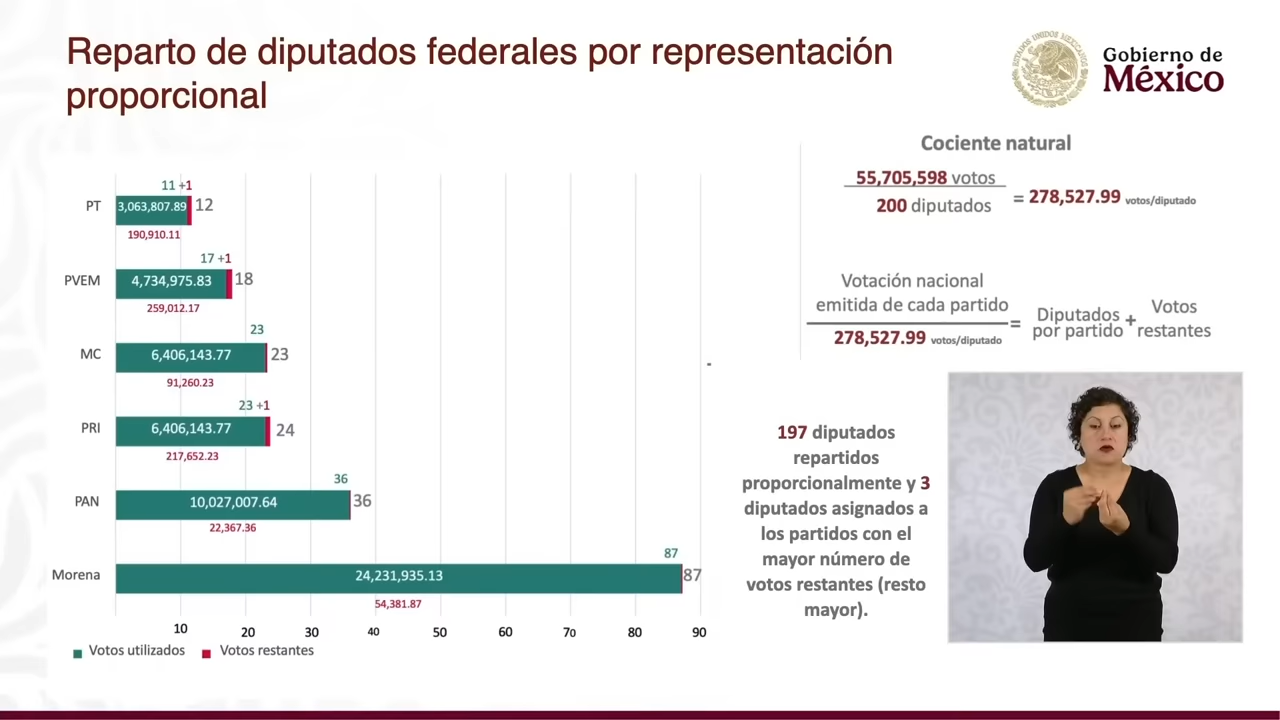 Reparto de diputados federales por representación
proporcional
Gobierno de
México
Cociente natural
55,705,598 votos
200 diputados
= 278,527.99 votos/diputado
Votación nacional
emitida de cada partido
278,527.99 votos/diputado
=
Diputados
por partido
+
Votos
restantes
11 +1
PT
3,063,807.89
12
190,910.11
17 +1
PVEM
4,734,975.83
18
259,012.17
23
MC
6,406,143.77
23
91,260.23
23 +1
PRI
6,406,143.77
24
217,652.23
36
PAN
10,027,007.64
36
22,367.36
87
Morena
24,231,935.13
87
54,381.87
10 20 30 40 50 60 70 80 90
Votos utilizados Votos restantes
-
197 diputados
repartidos
proporcionalmente y 3
diputados asignados a
los partidos con el
mayor número de
votos restantes (resto
mayor).